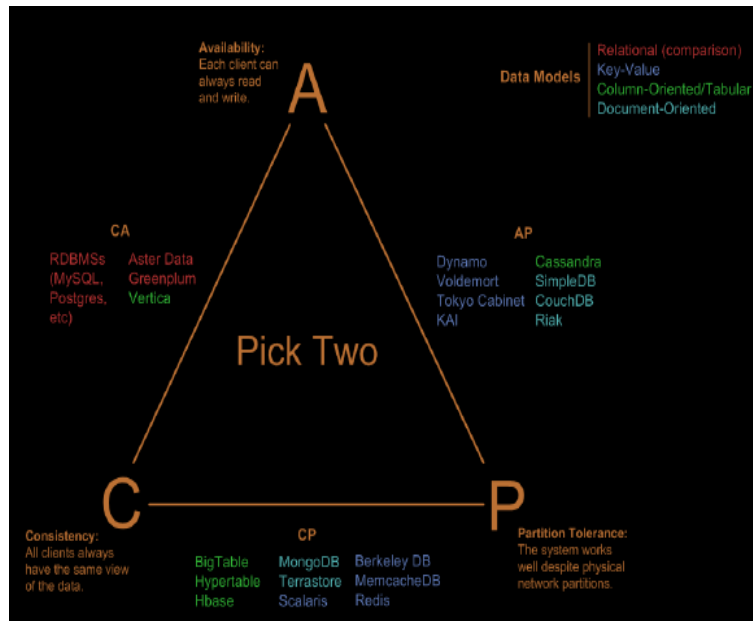 Availability:
Each client can
always read
and write.
A
Data Models
Relational (comparison)
Key-Value
Column-Oriented/Tabular
Document-Oriented
CA
RDBMSs
(MySQL,
Postgres,
etc)
Aster Data
Greenplum
Vertica
AP
Dynamo
Voldemort
Tokyo Cabinet
KAI
Cassandra
SimpleDB
CouchDB
Riak
Pick Two
C
Consistency:
All clients always
have the same view
of the data.
CP
BigTable
Hypertable
Hbase
MongoDB
Terrastore
Scalaris
Berkeley DB
MemcacheDB
Redis
P
Partition Tolerance:
The system works
well despite physical
network partitions.